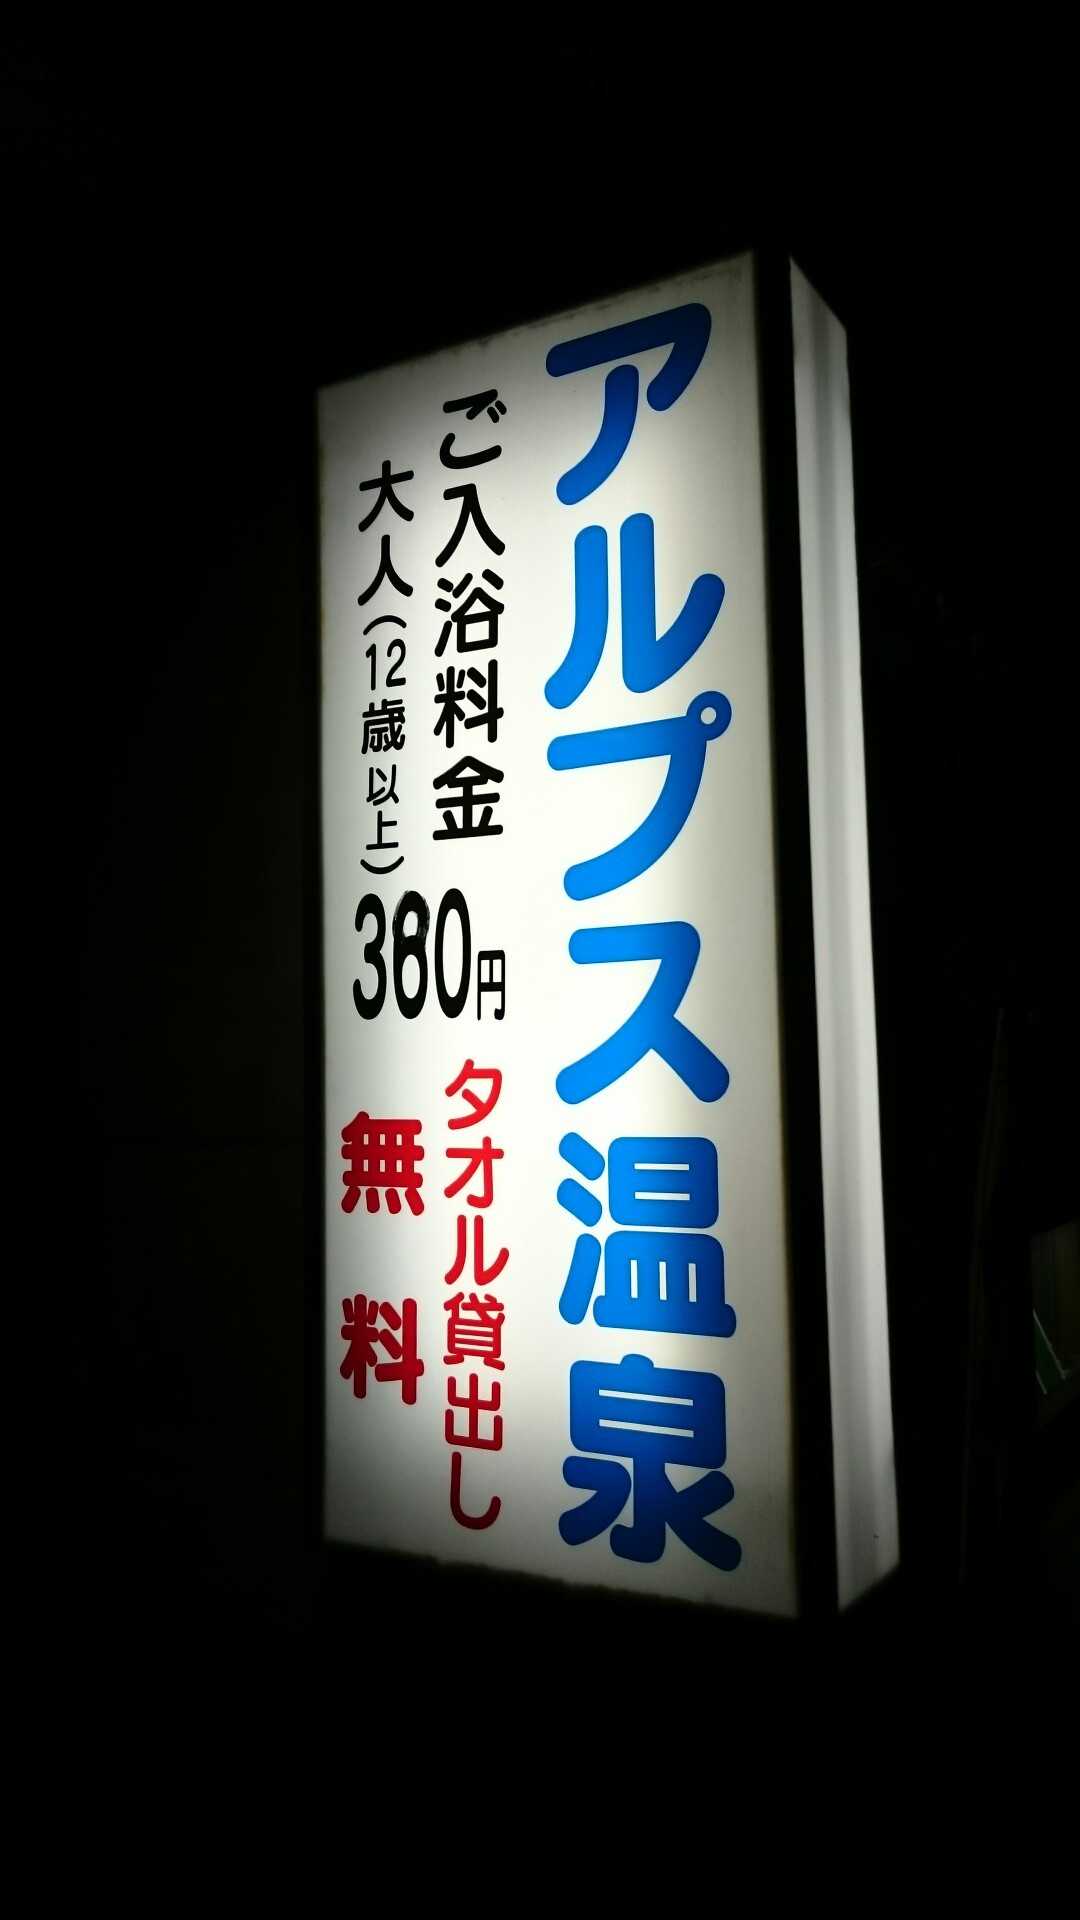 アルプス温泉
ご入浴料金
大人(12歳以上)
380円
タオル貸出し
無料